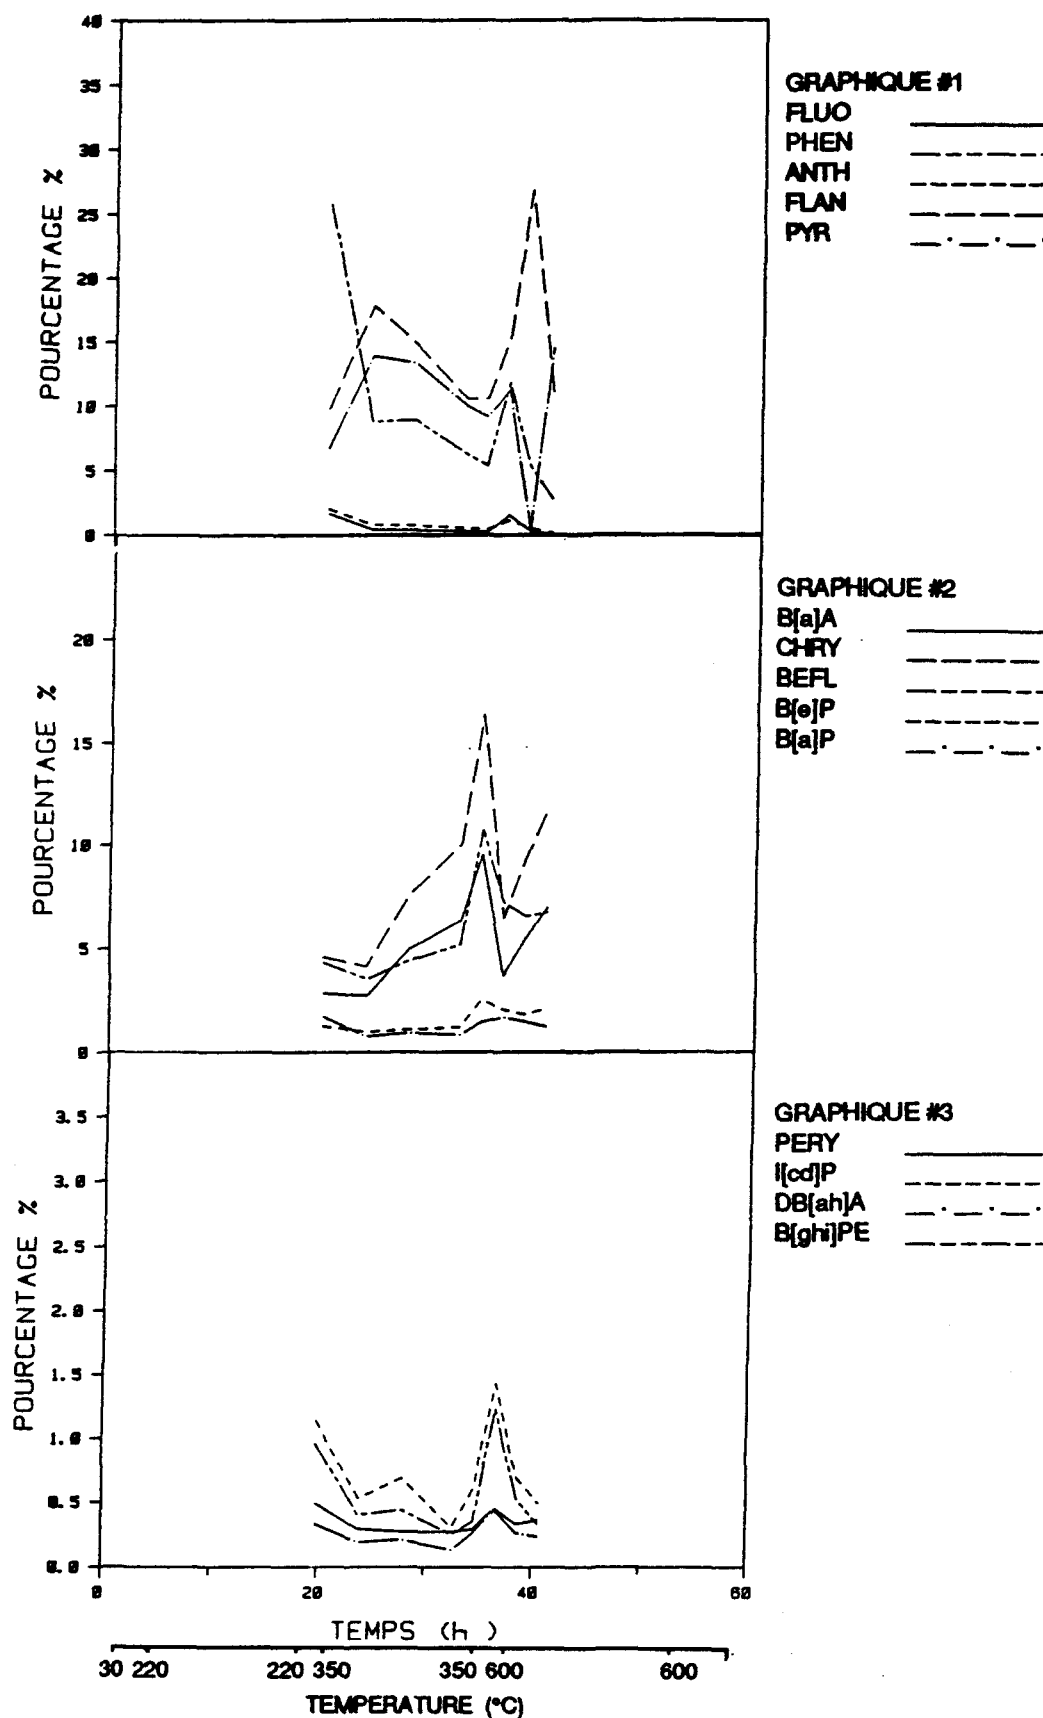 40
35
30
25
20
15
10
5
0
POURCENTAGE %
GRAPHIQUE #1
FLUO
PHEN
ANTH
FLAN
PYR
20
15
10
5
0
POURCENTAGE %
GRAPHIQUE #2
B[a]A
CHRY
BEFL
B[e]P
B[a]P
3.5
3.0
2.5
2.0
1.5
1.0
0.5
0.0
POURCENTAGE %
GRAPHIQUE #3
PERY
I[cd]P
DB[ah]A
B[ghi]PE
0 20 40 60
TEMPS (h )
30 220 220 350 350 600 600
TEMPERATURE (°C)